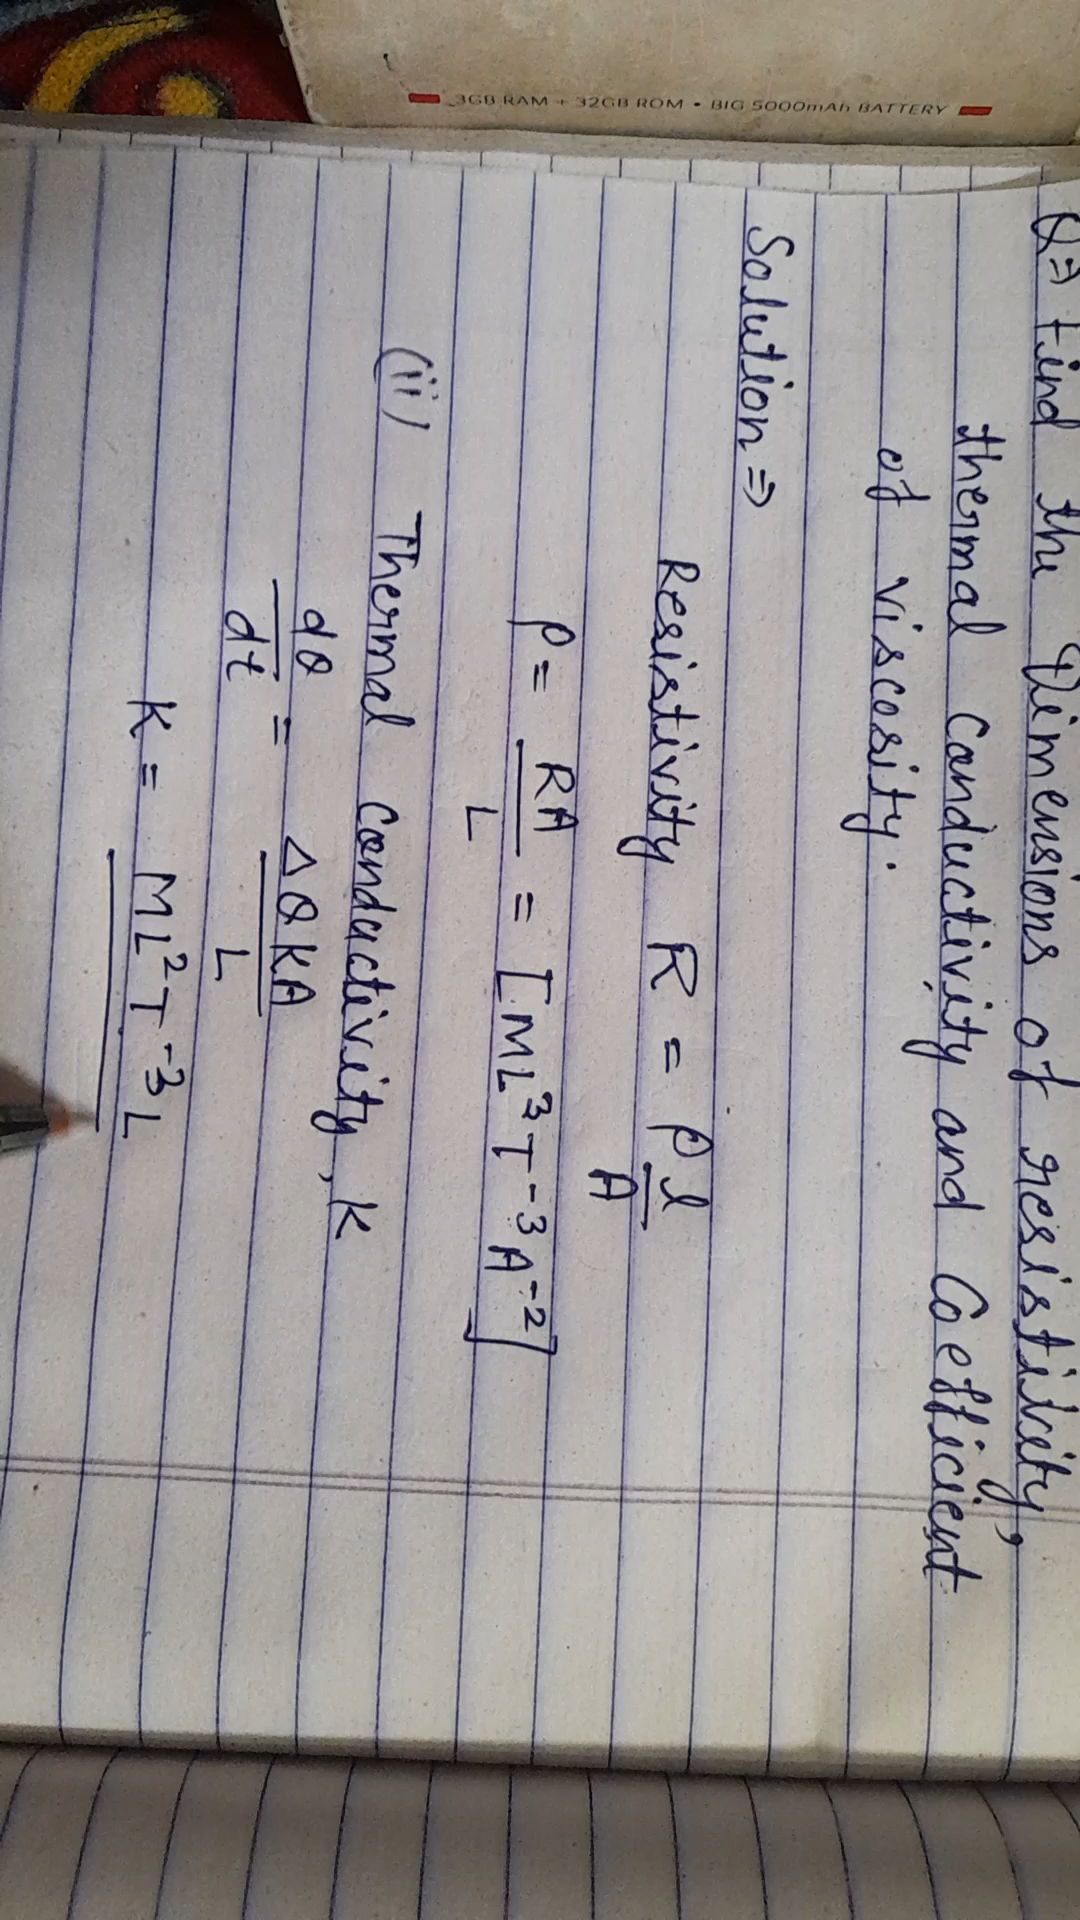 3GB RAM + 32GB ROM • BIG 5000mAh BATTERY
Q⇒ Find the Dimensions of resistivity,
thermal Conductivity and Coefficient
of viscosity.
Solution ⇒
Resistivity R = ρ l/A
ρ = RA/L = [ML³T⁻³A⁻²]
(ii) Thermal Conductivity, K
dθ/dt = ΔθKA/L
K = ML²T⁻³L